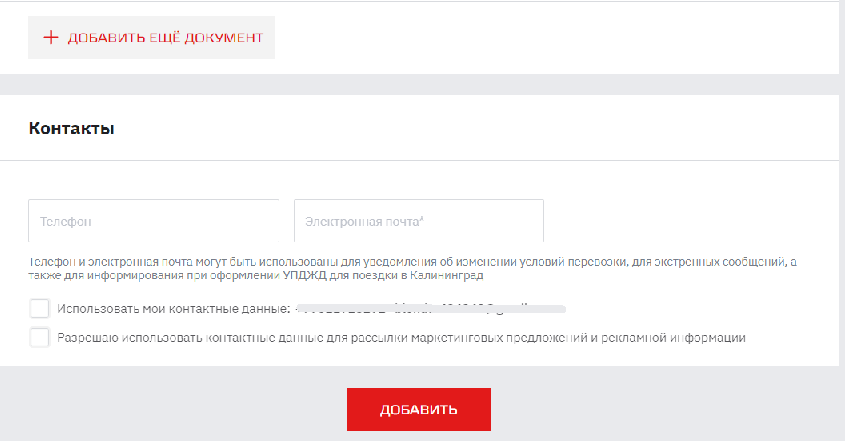 ДОБАВИТЬ ЕЩЁ ДОКУМЕНТ
Контакты
Телефон
Электронная почта*
Телефон и электронная почта могут быть использованы для уведомления об изменении условий перевозки, для экстренных сообщений, а
также для информирования при оформлении УПДЖД для поездки в Калининград
Использовать мои контактные данные:
Разрешаю использовать контактные данные для рассылки маркетинговых предложений и рекламной информации
ДОБАВИТЬ